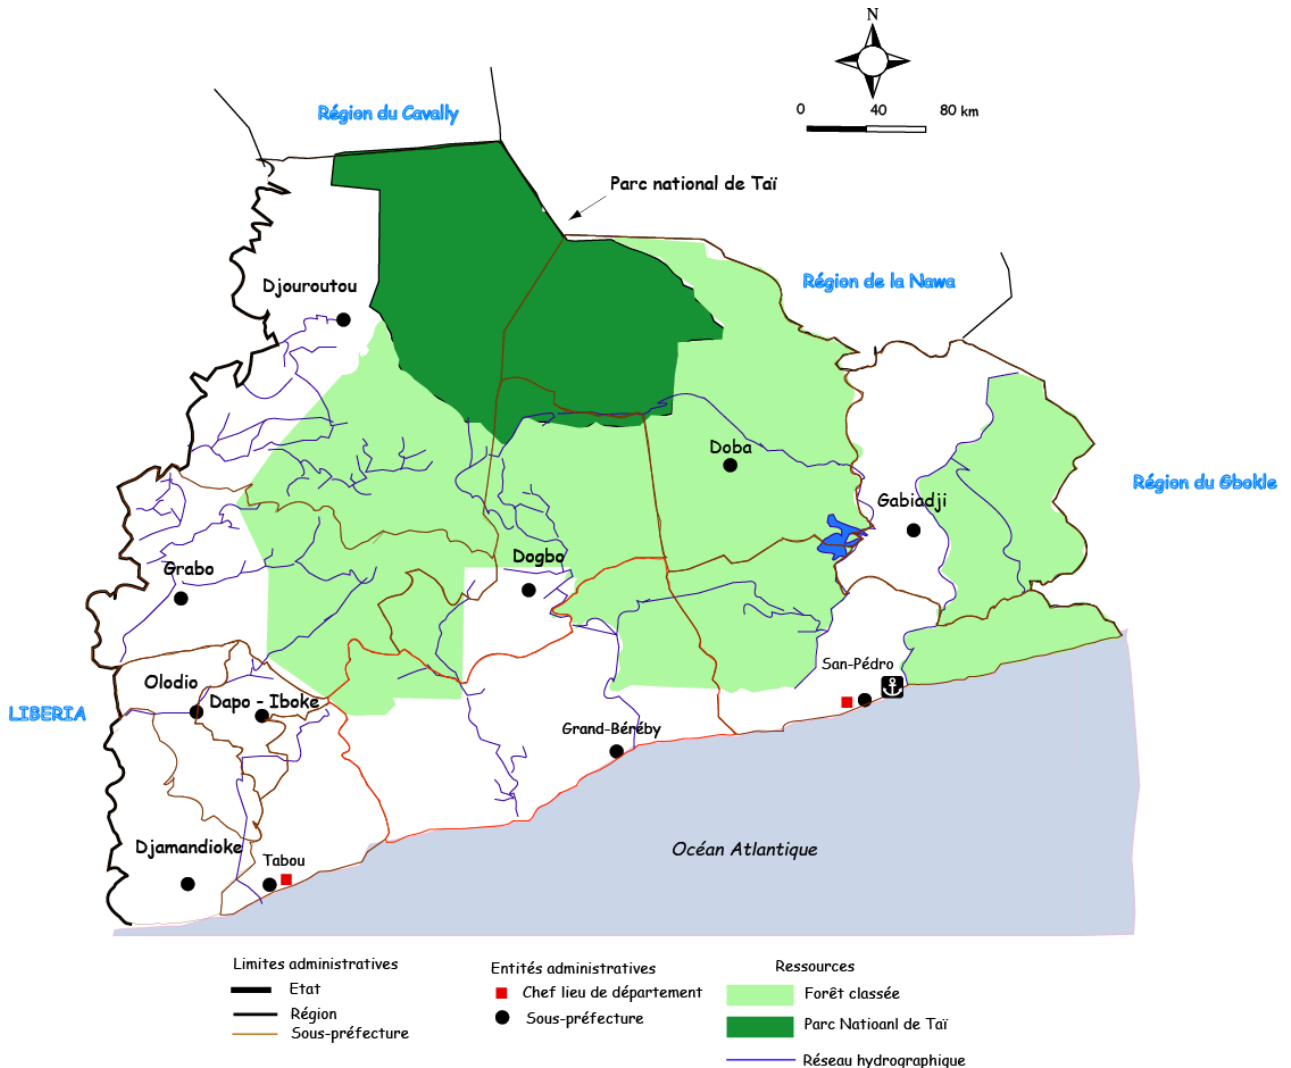 N
0 40 80 km
Région du Cavally
Parc national de Taï
Région de la Nawa
Djouroutou
Doba
Région du Gbokle
Gabiadji
Dogbo
Grabo
San-Pédro
Olodio
Dapo - Iboke
LIBERIA
Grand-Béréby
Djamandioke
Océan Atlantique
Tabou
Limites administratives
Etat
Région
Sous-préfecture
Entités administratives
Chef lieu de département
Sous-préfecture
Ressources
Forêt classée
Parc Natioanl de Taï
Réseau hydrographique